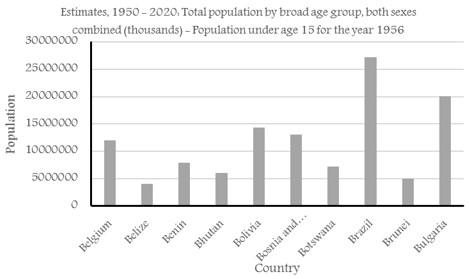 Estimates, 1950 - 2020: Total population by broad age group, both sexes
combined (thousands) - Population under age 15 for the year 1956
30000000
25000000
20000000
15000000
10000000
5000000
0
Population
Belgium
Belize
Benin
Bhutan
Bolivia
Bosnia and...
Botswana
Brazil
Brunei
Bulgaria
Country